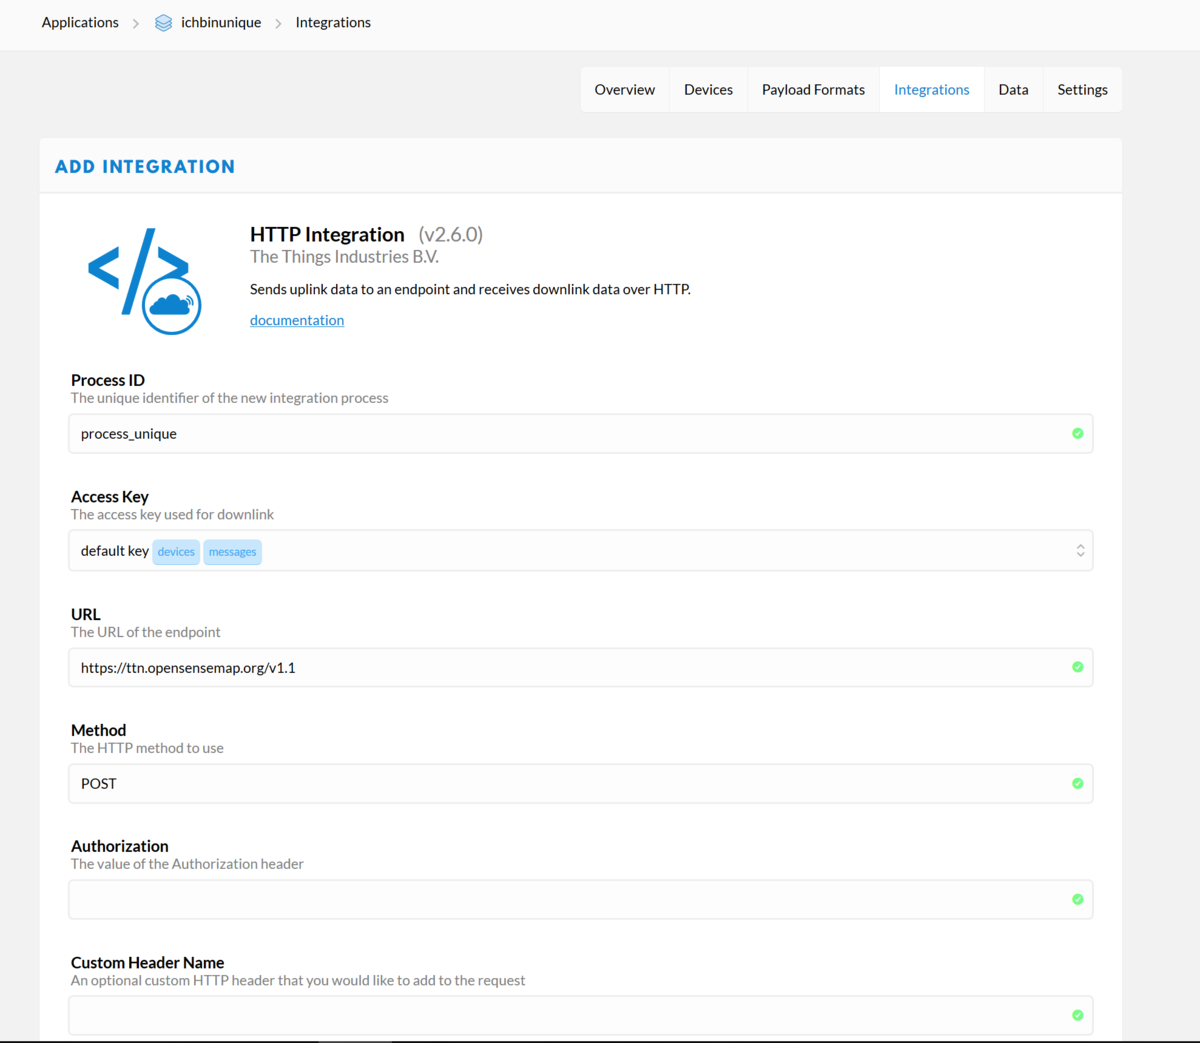 Applications > ichbinunique > Integrations
Overview Devices Payload Formats Integrations Data Settings
ADD INTEGRATION
HTTP Integration (v2.6.0)
The Things Industries B.V.
Sends uplink data to an endpoint and receives downlink data over HTTP.
documentation
Process ID
The unique identifier of the new integration process
process_unique
Access Key
The access key used for downlink
default key devices messages
URL
The URL of the endpoint
https://ttn.opensensemap.org/v1.1
Method
The HTTP method to use
POST
Authorization
The value of the Authorization header
Custom Header Name
An optional custom HTTP header that you would like to add to the request